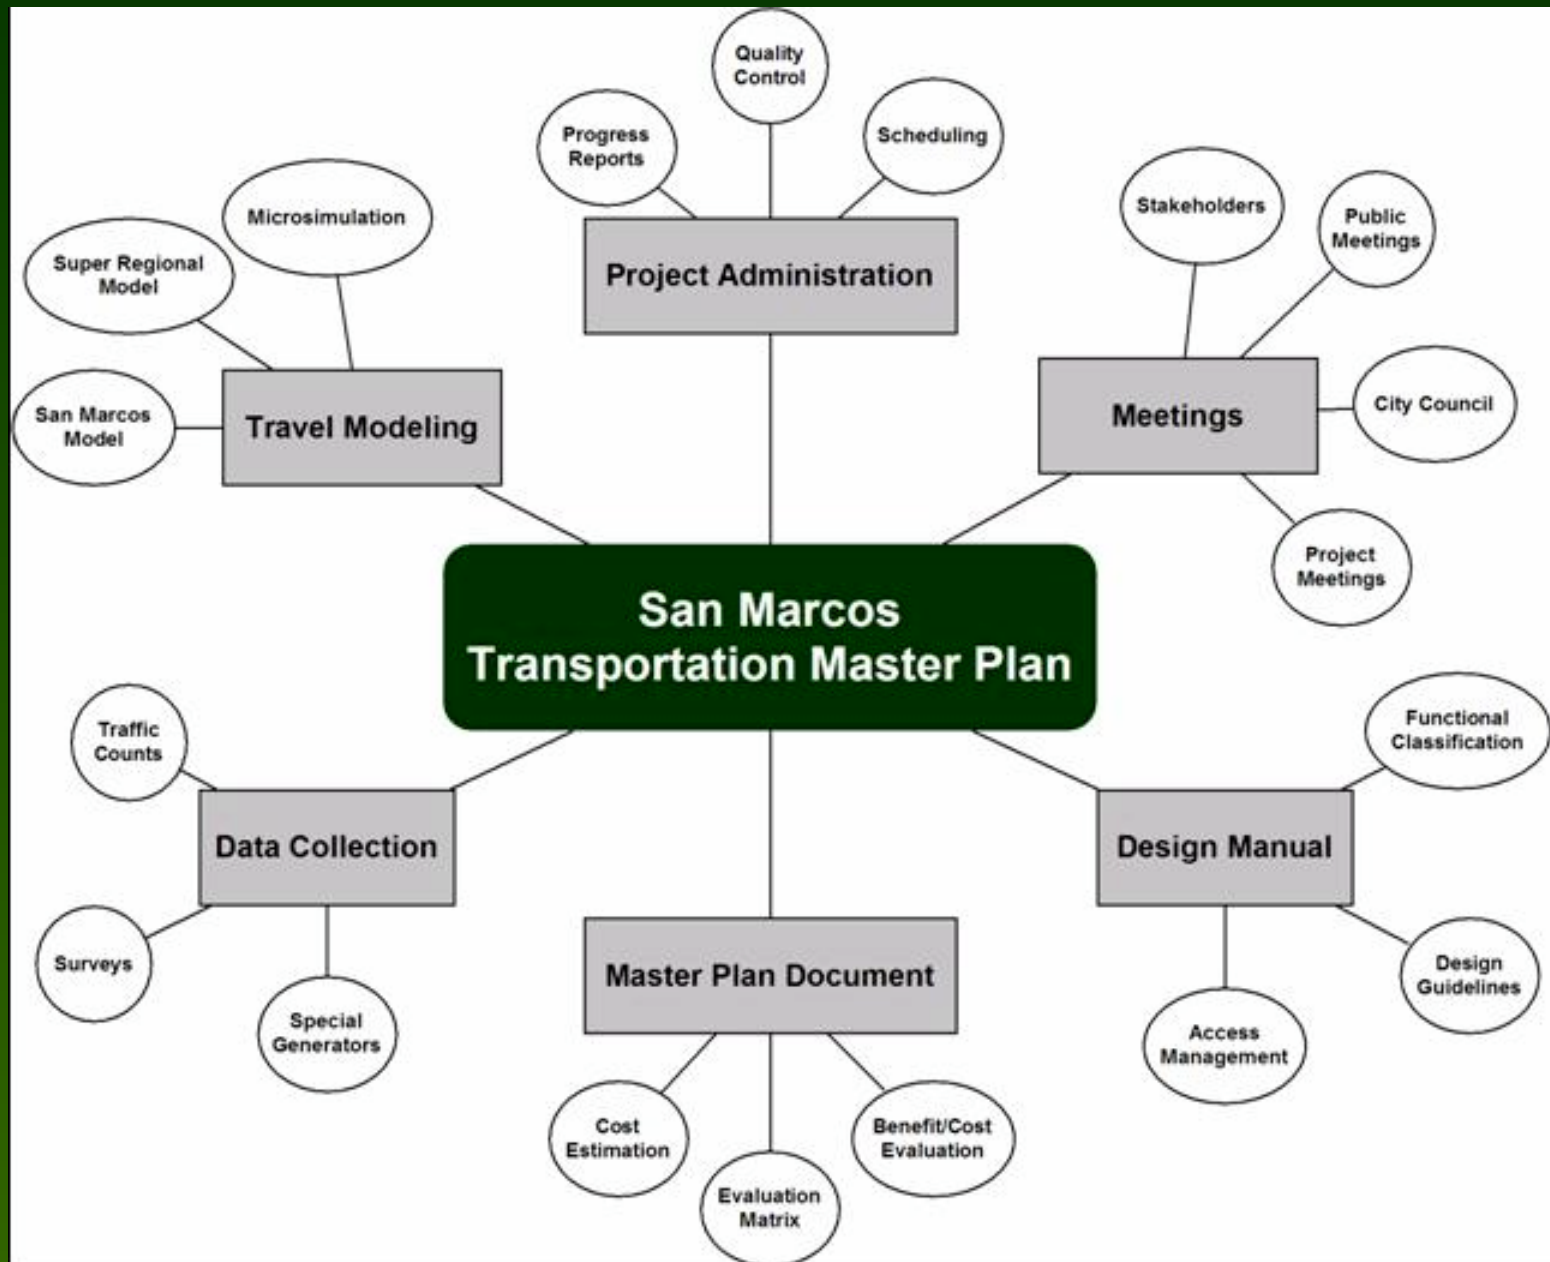 Quality
Control
Progress
Reports
Scheduling
Project Administration
Microsimulation
Super Regional
Model
San Marcos
Model
Travel Modeling
Stakeholders
Public
Meetings
City Council
Project
Meetings
Meetings
San Marcos
Transportation Master Plan
Traffic
Counts
Data Collection
Surveys
Special
Generators
Master Plan Document
Cost
Estimation
Evaluation
Matrix
Benefit/Cost
Evaluation
Functional
Classification
Design Manual
Design
Guidelines
Access
Management